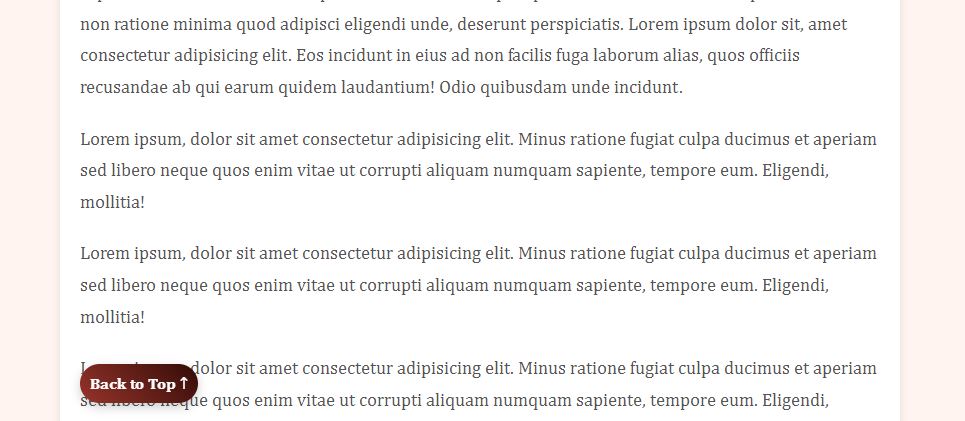 non ratione minima quod adipisci eligendi unde, deserunt perspiciatis. Lorem ipsum dolor sit, amet
consectetur adipisicing elit. Eos incidunt in eius ad non facilis fuga laborum alias, quos officiis
recusandae ab qui earum quidem laudantium! Odio quibusdam unde incidunt.
Lorem ipsum, dolor sit amet consectetur adipisicing elit. Minus ratione fugiat culpa ducimus et aperiam
sed libero neque quos enim vitae ut corrupti aliquam numquam sapiente, tempore eum. Eligendi,
mollitia!
Lorem ipsum, dolor sit amet consectetur adipisicing elit. Minus ratione fugiat culpa ducimus et aperiam
sed libero neque quos enim vitae ut corrupti aliquam numquam sapiente, tempore eum. Eligendi,
mollitia!
dolor sit amet consectetur adipisicing elit. Minus ratione fugiat culpa ducimus et aperiam
Back to Top ↑
quos enim vitae ut corrupti aliquam numquam sapiente, tempore eum. Eligendi,